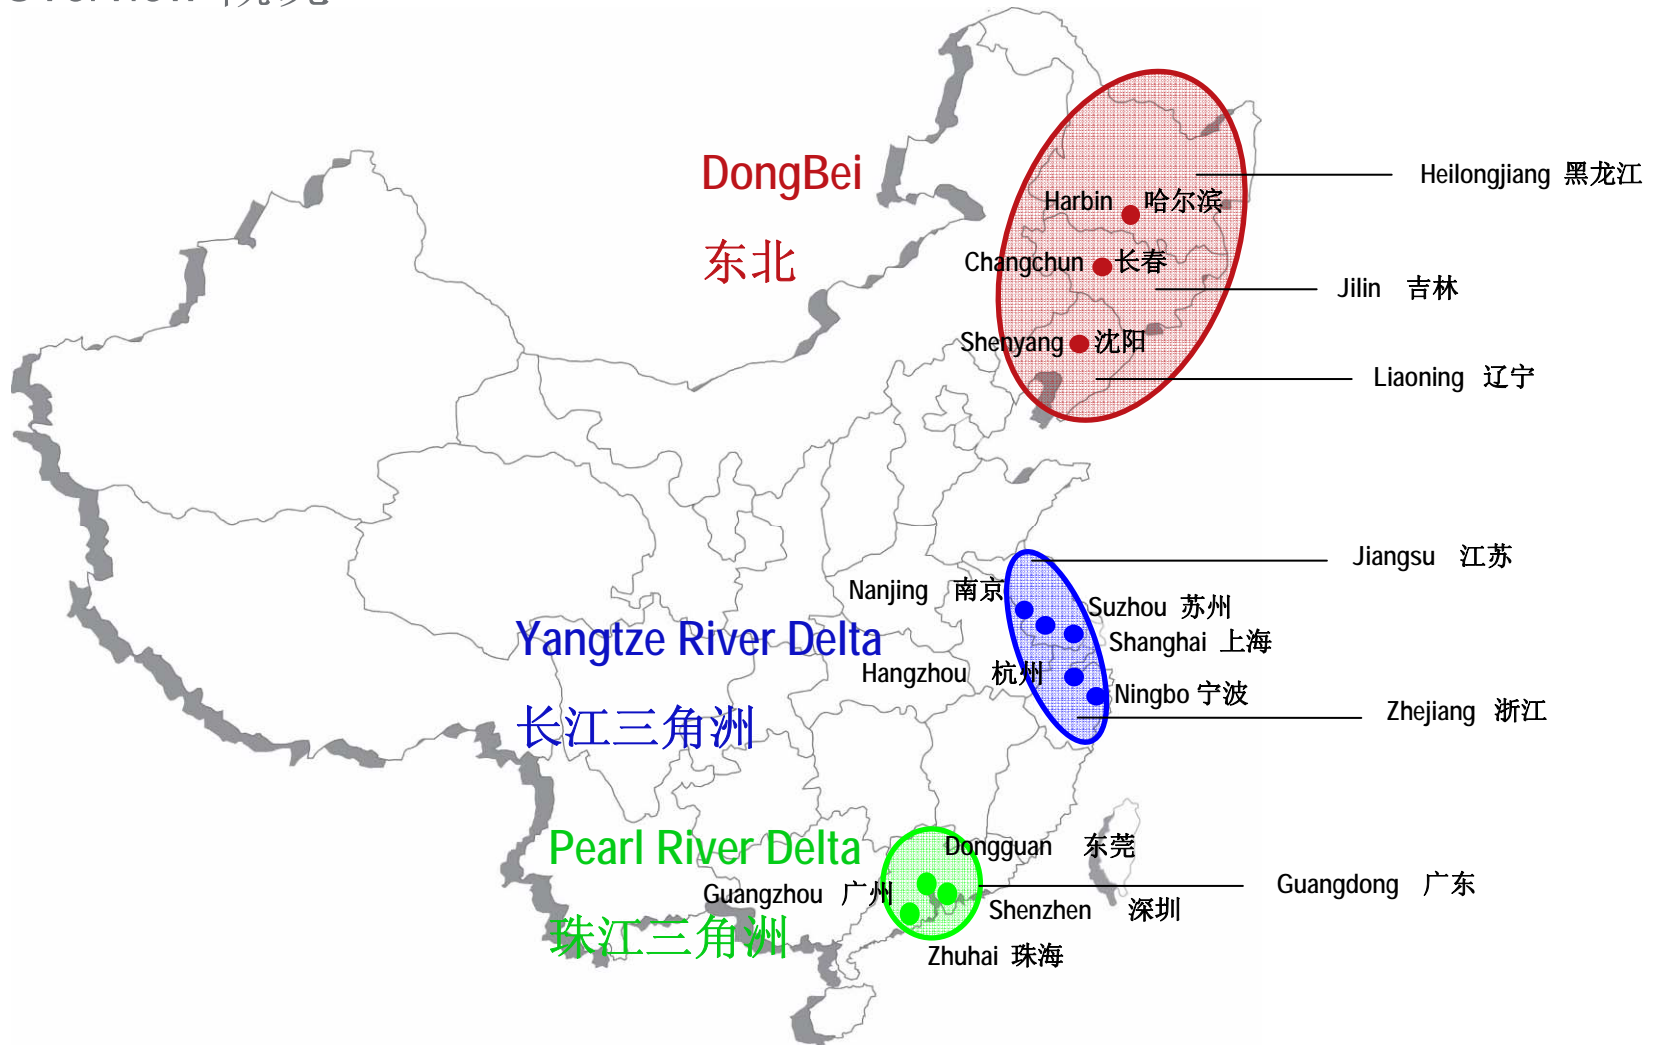 DongBei
东北
Heilongjiang 黑龙江
Harbin 哈尔滨
Changchun 长春
Jilin 吉林
Shenyang 沈阳
Liaoning 辽宁
Jiangsu 江苏
Nanjing 南京
Suzhou 苏州
Yangtze River Delta
Shanghai 上海
Hangzhou 杭州
Ningbo 宁波
长江三角洲
Zhejiang 浙江
Pearl River Delta
Dongguan 东莞
Guangzhou 广州
Guangdong 广东
Shenzhen 深圳
珠江三角洲
Zhuhai 珠海